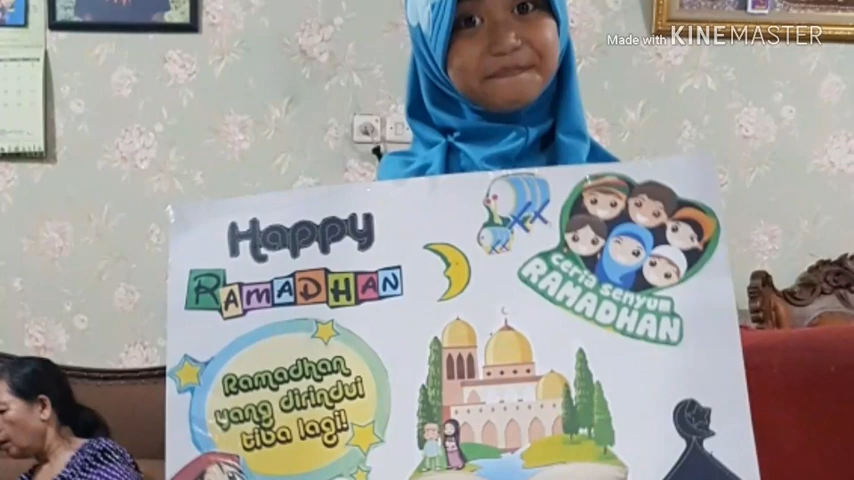 Made with KINEMASTER
Happy
RAMADHAN
ceria senyum
RAMADHAN
Ramadhan
yang dirindui
tiba lagi!